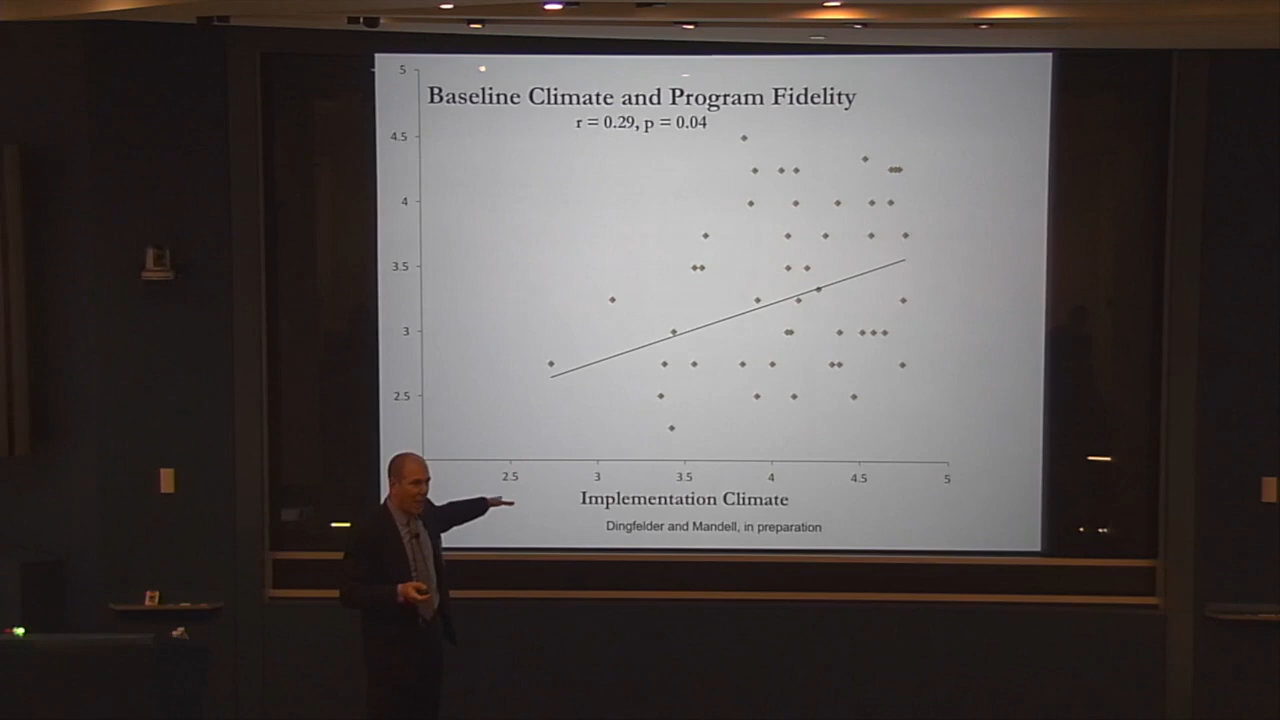 5
Baseline Climate and Program Fidelity
r = 0.29, p = 0.04
4.5
4
3.5
3
2.5
2.5 3 3.5 4 4.5 5
Implementation Climate
Dingfelder and Mandell, in preparation